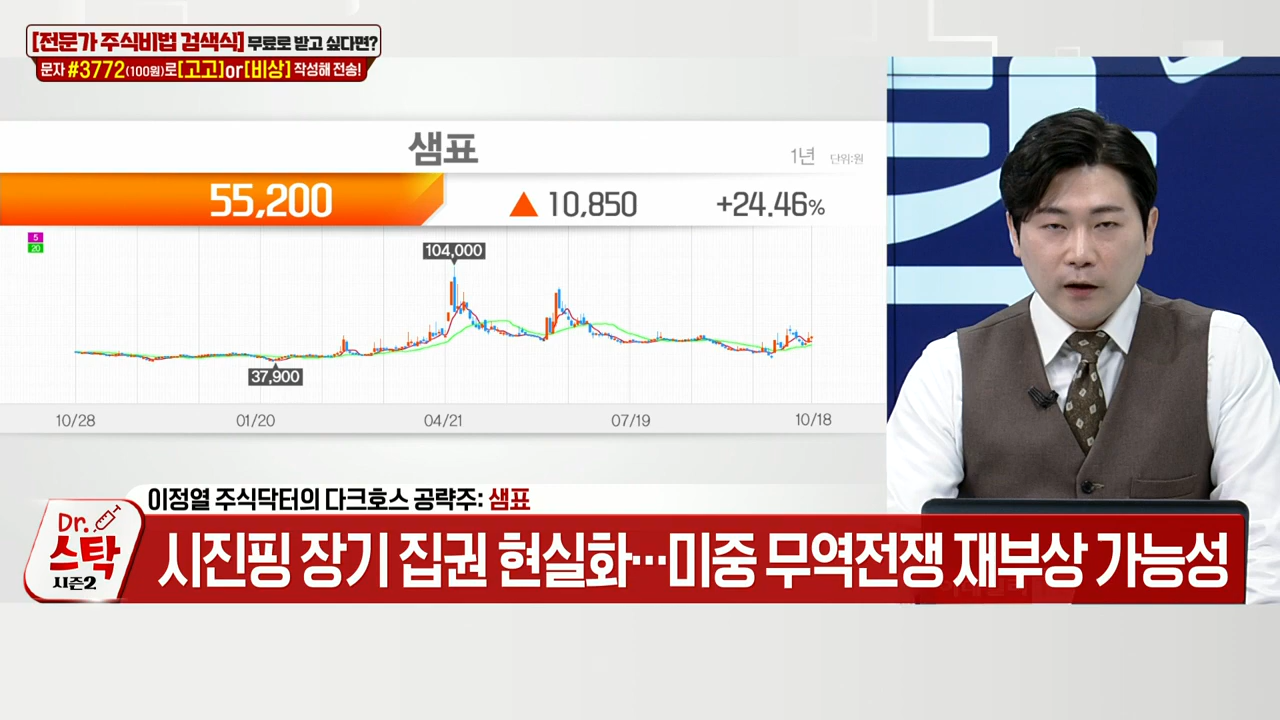 [전문가 주식비법 검색식] 무료로 받고 싶다면?
문자 #3772(100원)로 [고고]or[비상] 작성해 전송!
샘표
1년 단위:원
55,200 ▲ 10,850 +24.46%
5
20
104,000
37,900
10/28 01/20 04/21 07/19 10/18
이정열 주식닥터의 다크호스 공략주: 샘표
Dr.
스탁
시즌2
시진핑 장기 집권 현실화…미중 무역전쟁 재부상 가능성